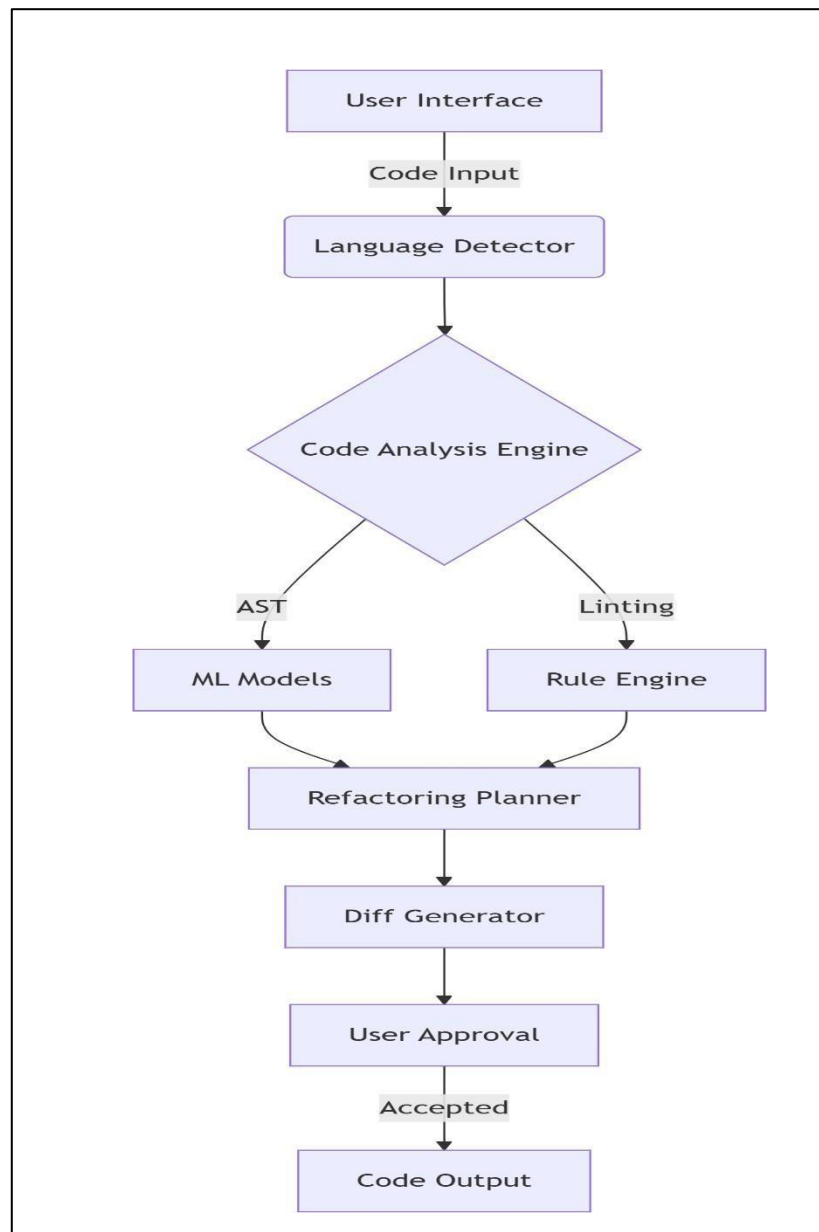 User Interface
Code Input
Language Detector
Code Analysis Engine
AST
Linting
ML Models
Rule Engine
Refactoring Planner
Diff Generator
User Approval
Accepted
Code Output